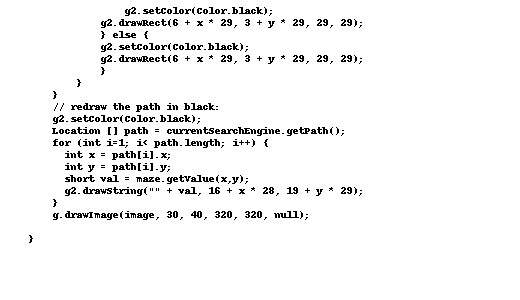 g2.setColor(Color.black);
g2.drawRect(6 + x * 29, 3 + y * 29, 29, 29);
} else {
g2.setColor(Color.black);
g2.drawRect(6 + x * 29, 3 + y * 29, 29, 29);
}
}
}
// redraw the path in black:
g2.setColor(Color.black);
Location [] path = currentSearchEngine.getPath();
for (int i=1; i< path.length; i++) {
int x = path[i].x;
int y = path[i].y;
short val = maze.getValue(x,y);
g2.drawString("" + val, 16 + x * 28, 19 + y * 29);
}
g.drawImage(image, 30, 40, 320, 320, null);
}